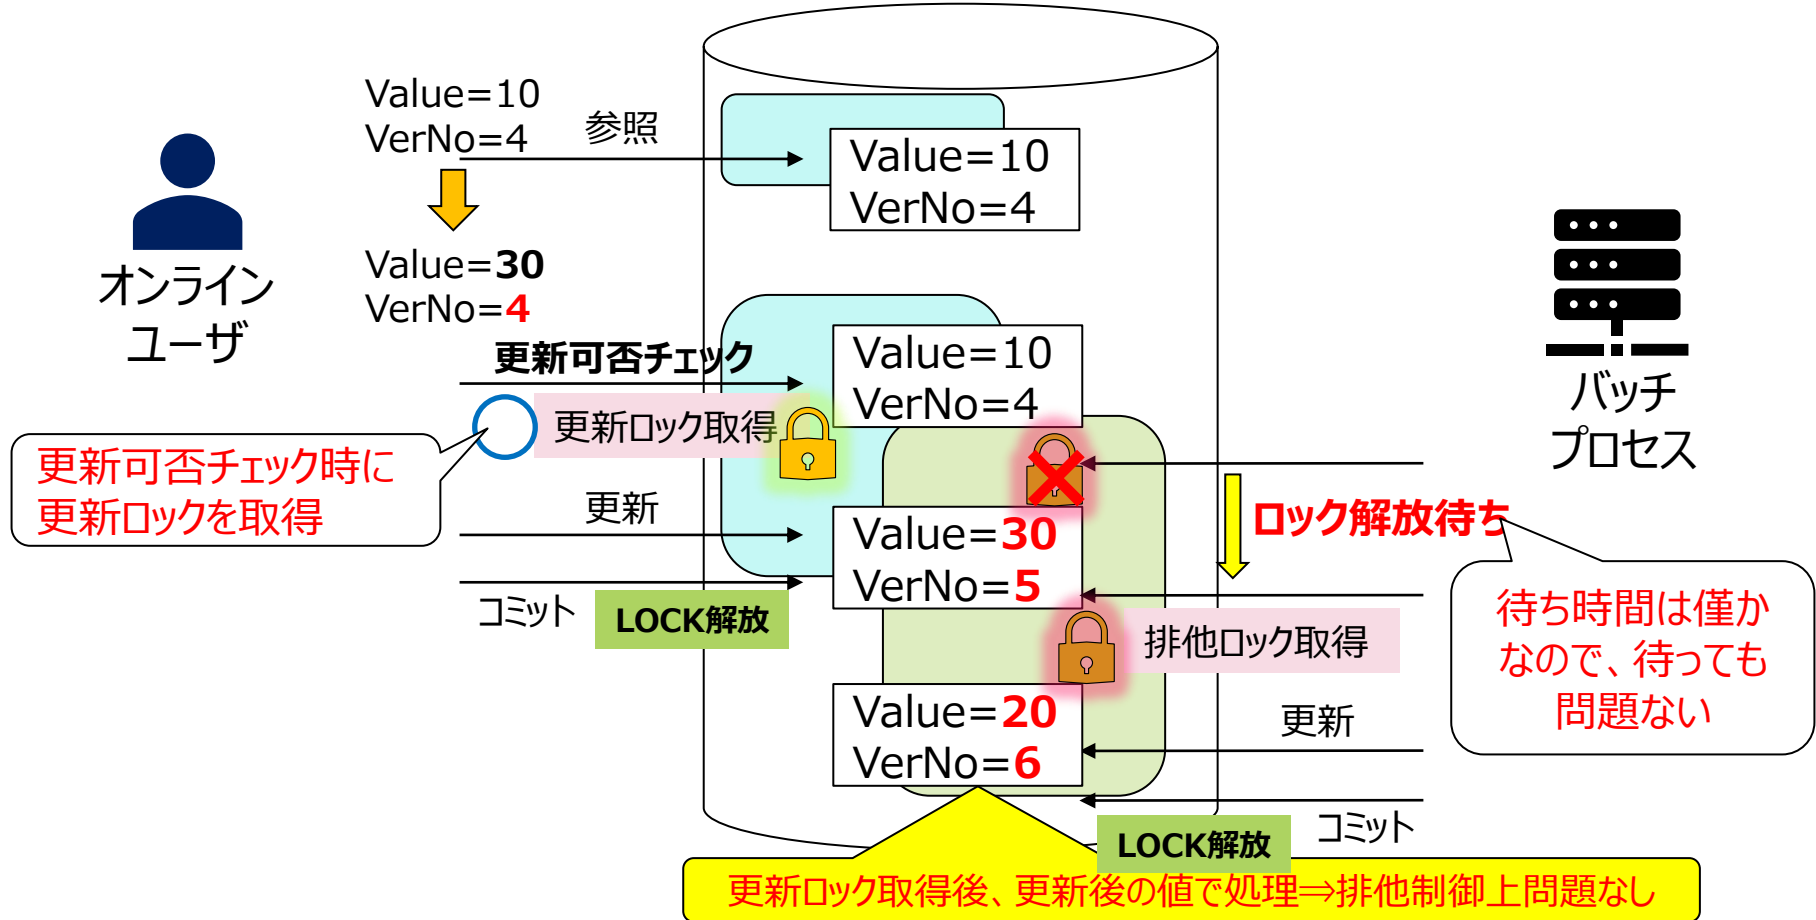 Value=10
VerNo=4
参照
Value=10
VerNo=4
オンライン
ユーザ
Value=30
VerNo=4
更新可否チェック
Value=10
VerNo=4
更新ロック取得
更新可否チェック時に
更新ロックを取得
バッチ
プロセス
更新
Value=30
VerNo=5
ロック解放待ち
コミット
LOCK解放
待ち時間は僅か
なので、待っても
問題ない
排他ロック取得
Value=20
VerNo=6
更新
コミット
LOCK解放
更新ロック取得後、更新後の値で処理⇒排他制御上問題なし